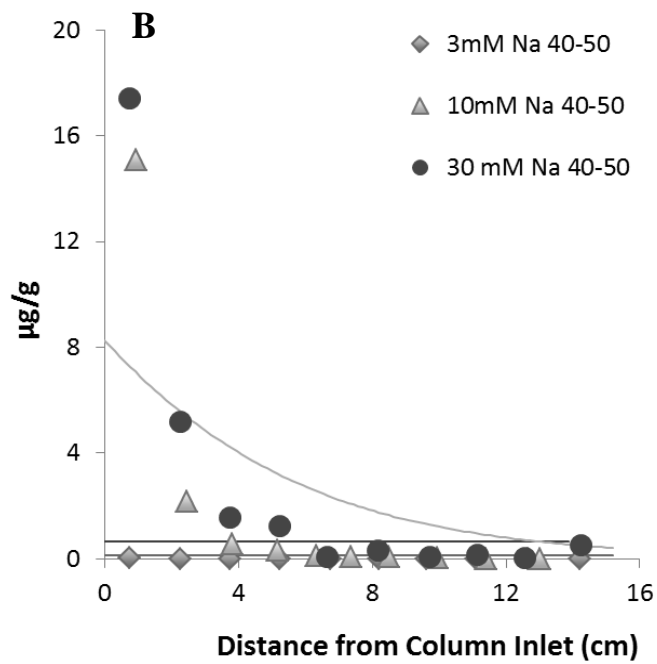 B
3mM Na 40-50
10mM Na 40-50
30 mM Na 40-50
20
16
12
8
4
0
µg/g
0 4 8 12 16
Distance from Column Inlet (cm)